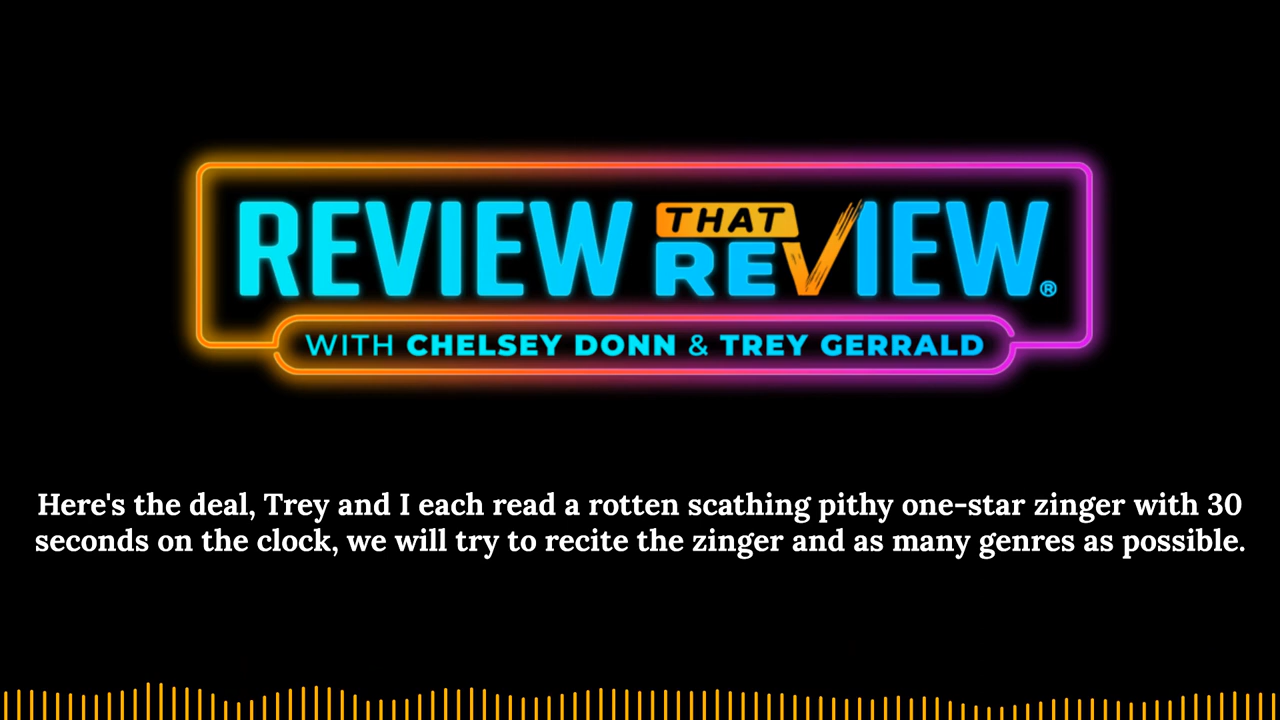 REVIEW THAT REVIEW®
WITH CHELSEY DONN & TREY GERRALD
Here's the deal, Trey and I each read a rotten scathing pithy one-star zinger with 30
seconds on the clock, we will try to recite the zinger and as many genres as possible.